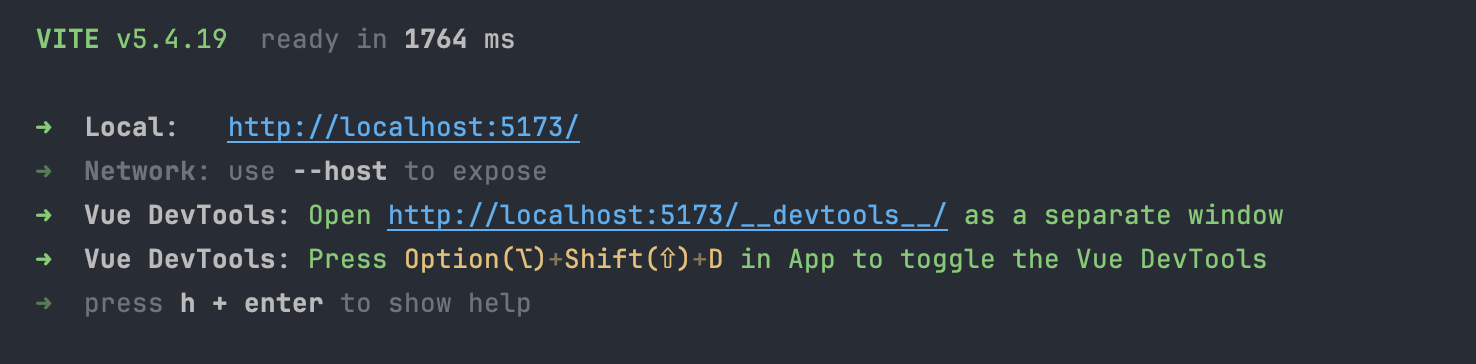 VITE v5.4.19  ready in 1764 ms
➜  Local:   http://localhost:5173/
➜  Network: use --host to expose
➜  Vue DevTools: Open http://localhost:5173/__devtools__/ as a separate window
➜  Vue DevTools: Press Option(⌥)+Shift(⇧)+D in App to toggle the Vue DevTools
➜  press h + enter to show help